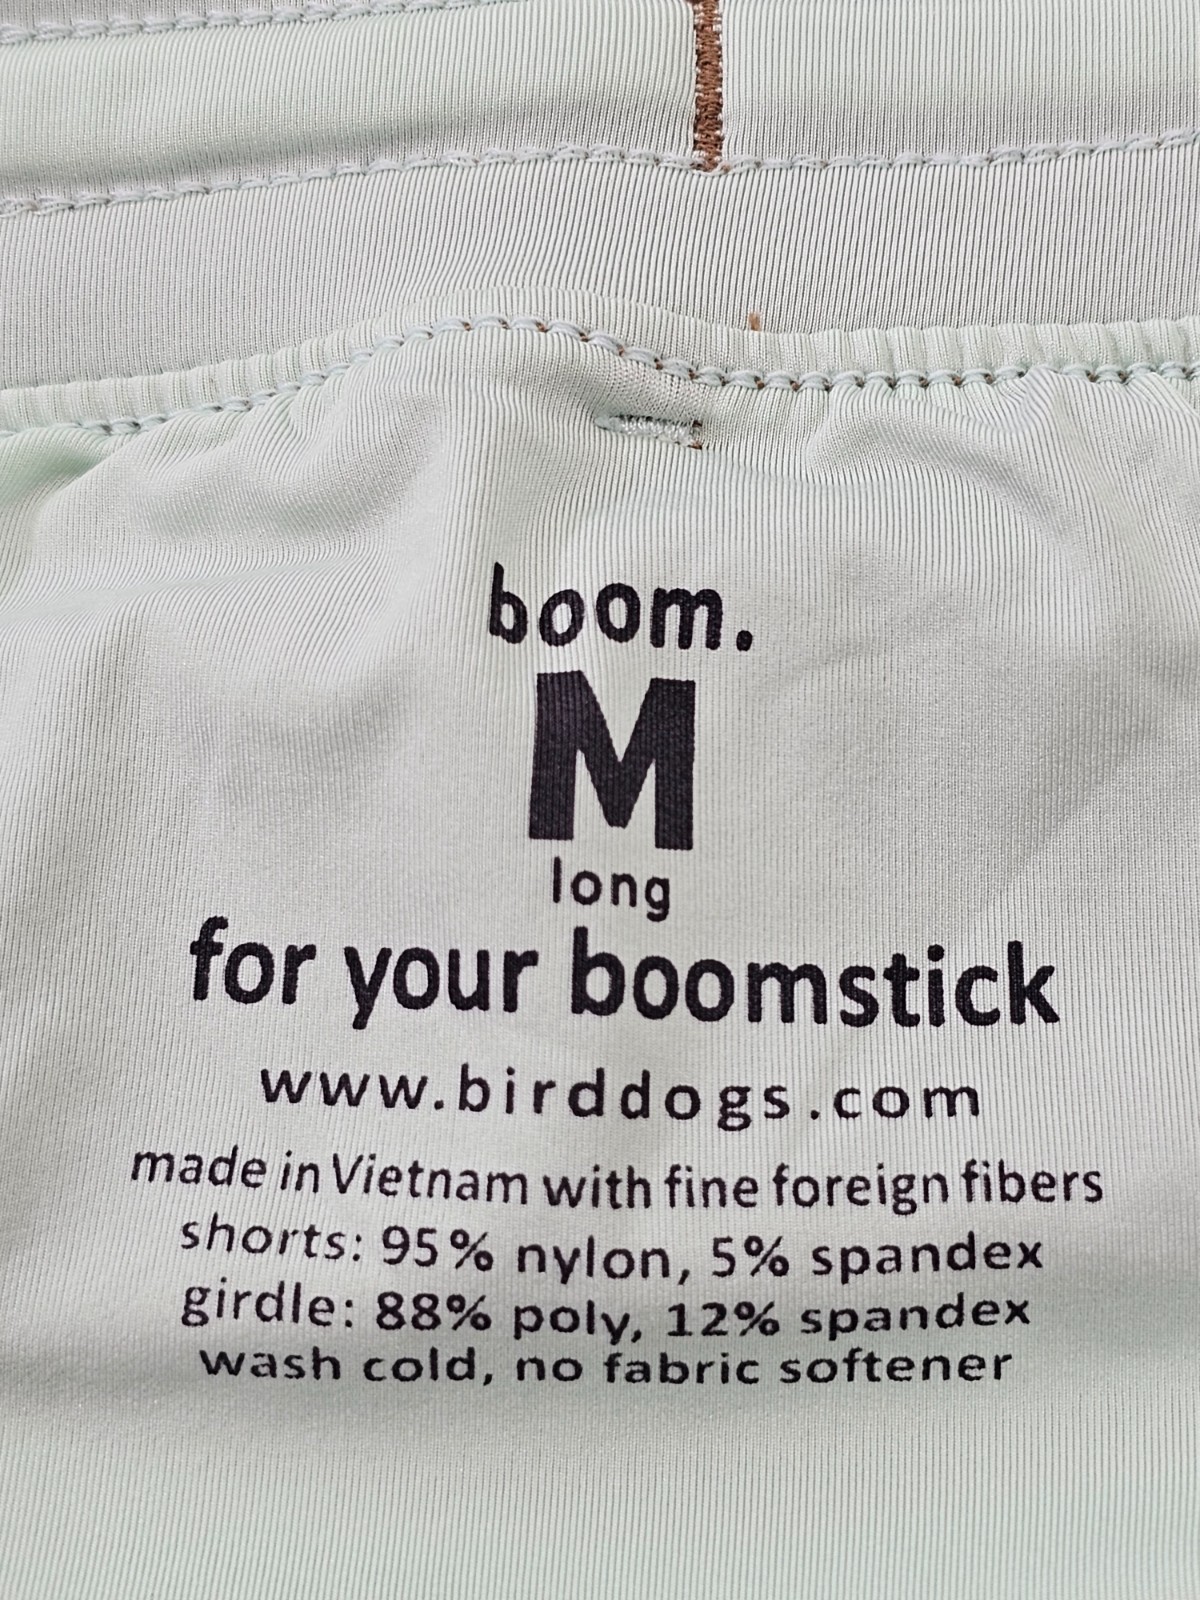 boom.
M
long
for your boomstick
www.birddogs.com
made in Vietnam with fine foreign fibers
shorts: 95% nylon, 5% spandex
girdle: 88% poly, 12% spandex
wash cold, no fabric softener